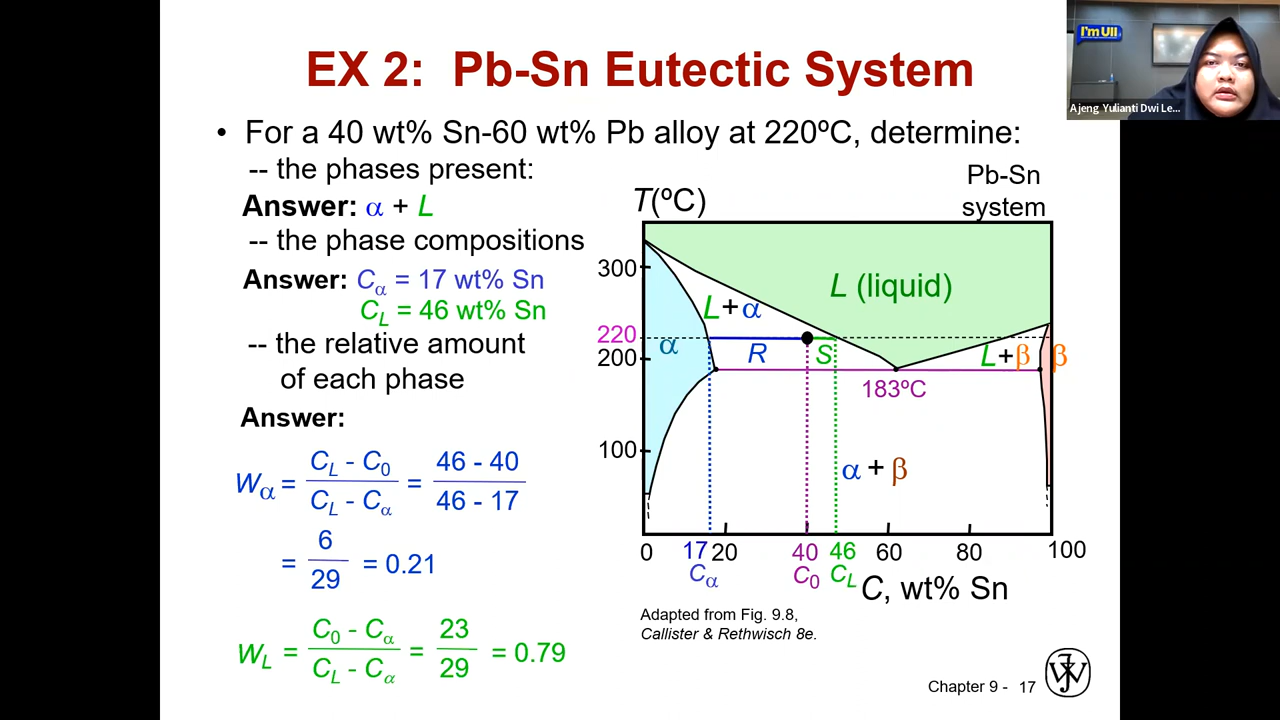 EX 2: Pb-Sn Eutectic System
• For a 40 wt% Sn-60 wt% Pb alloy at 220ºC, determine:
-- the phases present:
Answer: α + L
-- the phase compositions
Answer: Cα = 17 wt% Sn
CL = 46 wt% Sn
-- the relative amount
of each phase
Answer:
Wα = CL - C0 / CL - Cα = 46 - 40 / 46 - 17
= 6 / 29 = 0.21
WL = C0 - Cα / CL - Cα = 23 / 29 = 0.79
Pb-Sn
system
T(ºC)
300
L (liquid)
L+α
220
α
R
S
200
L+β
β
183ºC
100
α + β
0
17
20
40
46
60
80
100
Cα
C0
CL
C, wt% Sn
Adapted from Fig. 9.8,
Callister & Rethwisch 8e.
Chapter 9 - 17
I'm UII
Ajeng Yulianti Dwi Le...